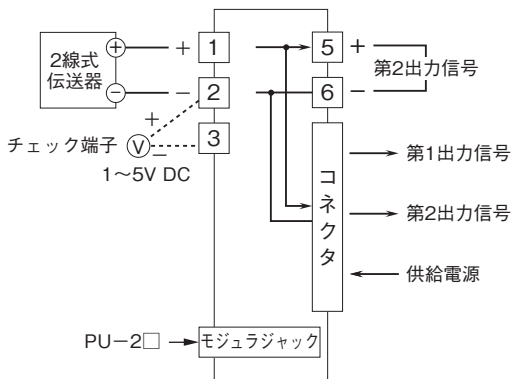 2線式
伝送器
+
−
+
−
1
2
3
5
6
+
−
第2出力信号
チェック端子
V
+
−
1～5V DC
コネクタ
第1出力信号
第2出力信号
供給電源
PU−2□
モジュラジャック